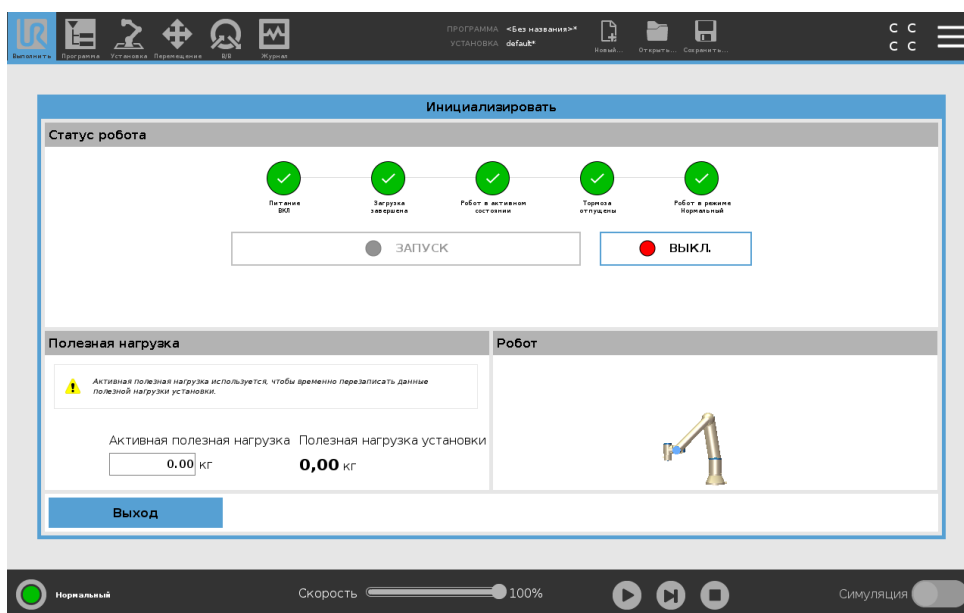 UR
ПРОГРАММА <Без названия>*
УСТАНОВКА default*
Выполнить Программа Установка Перемещение В/В Журнал
Новый... Открыть... Сохранить...
C C
C C
Инициализировать
Статус робота
Питание ВКЛ
Загрузка завершена
Робот в активном состоянии
Тормоза отпущены
Робот в режиме Нормальный
ЗАПУСК
ВЫКЛ.
Полезная нагрузка
Робот
Активная полезная нагрузка используется, чтобы временно перезаписать данные
полезной нагрузки установки.
Активная полезная нагрузка Полезная нагрузка установки
0.00 кг 0,00 кг
Выход
Нормальный
Скорость 100%
Симуляция